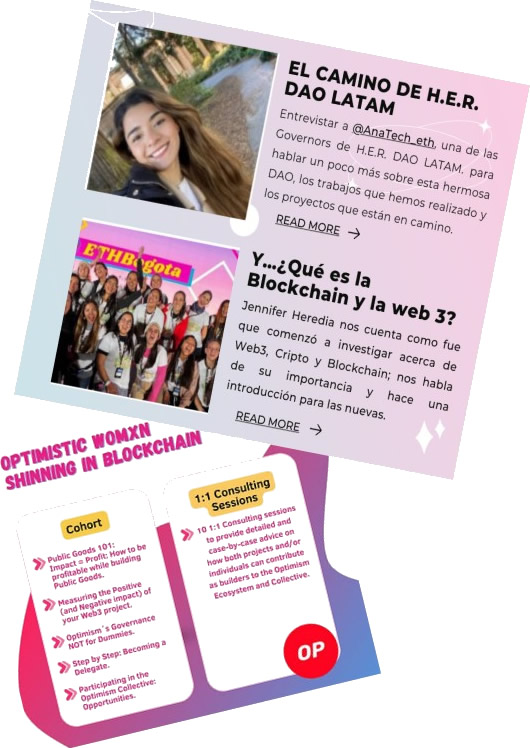 EL CAMINO DE H.E.R.
DAO LATAM
Entrevistar a @AnaTech_eth, una de las
Governors de H.E.R. DAO LATAM. para
hablar un poco más sobre esta hermosa
DAO, los trabajos que hemos realizado y
los proyectos que están en camino.
READ MORE →
ETHBogota
Y...¿Qué es la
Blockchain y la web 3?
Jennifer Heredia nos cuenta como fue
que comenzó a investigar acerca de
Web3, Cripto y Blockchain; nos habla
de su importancia y hace una
introducción para las nuevas.
READ MORE →
OPTIMISTIC WOMXN
SHINNING IN BLOCKCHAIN
Cohort
Public Goods 101:
Impact = Profit: How to be
profitable while building
Public Goods.
Measuring the Positive
(and Negative impact) of
your Web3 project.
Optimism´s Governance
NOT for Dummies.
Step by Step: Becoming a
Delegate.
Participating in the
Optimism Collective:
Opportunities.
1:1 Consulting
Sessions
10 1:1 Consulting sessions
to provide detailed and
case-by-case advice on
how both projects and/or
individuals can contribute
as builders to the Optimism
Ecosystem and Collective.
OP